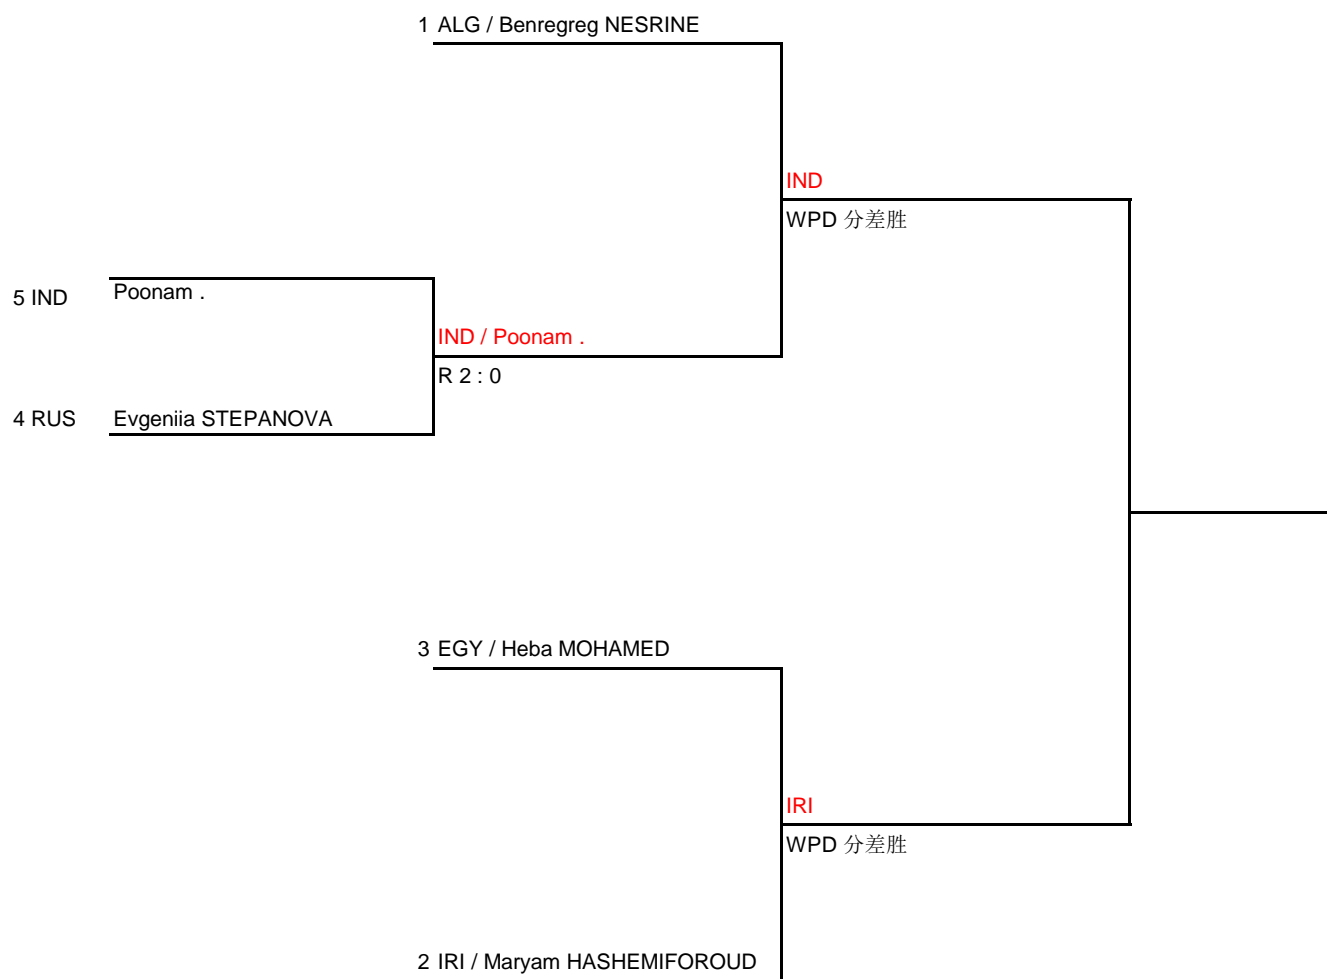 1 ALG / Benregreg NESRINE
IND
WPD 分差胜
5 IND Poonam .
IND / Poonam .
R 2 : 0
4 RUS Evgeniia STEPANOVA
3 EGY / Heba MOHAMED
IRI
WPD 分差胜
2 IRI / Maryam HASHEMIFOROUD